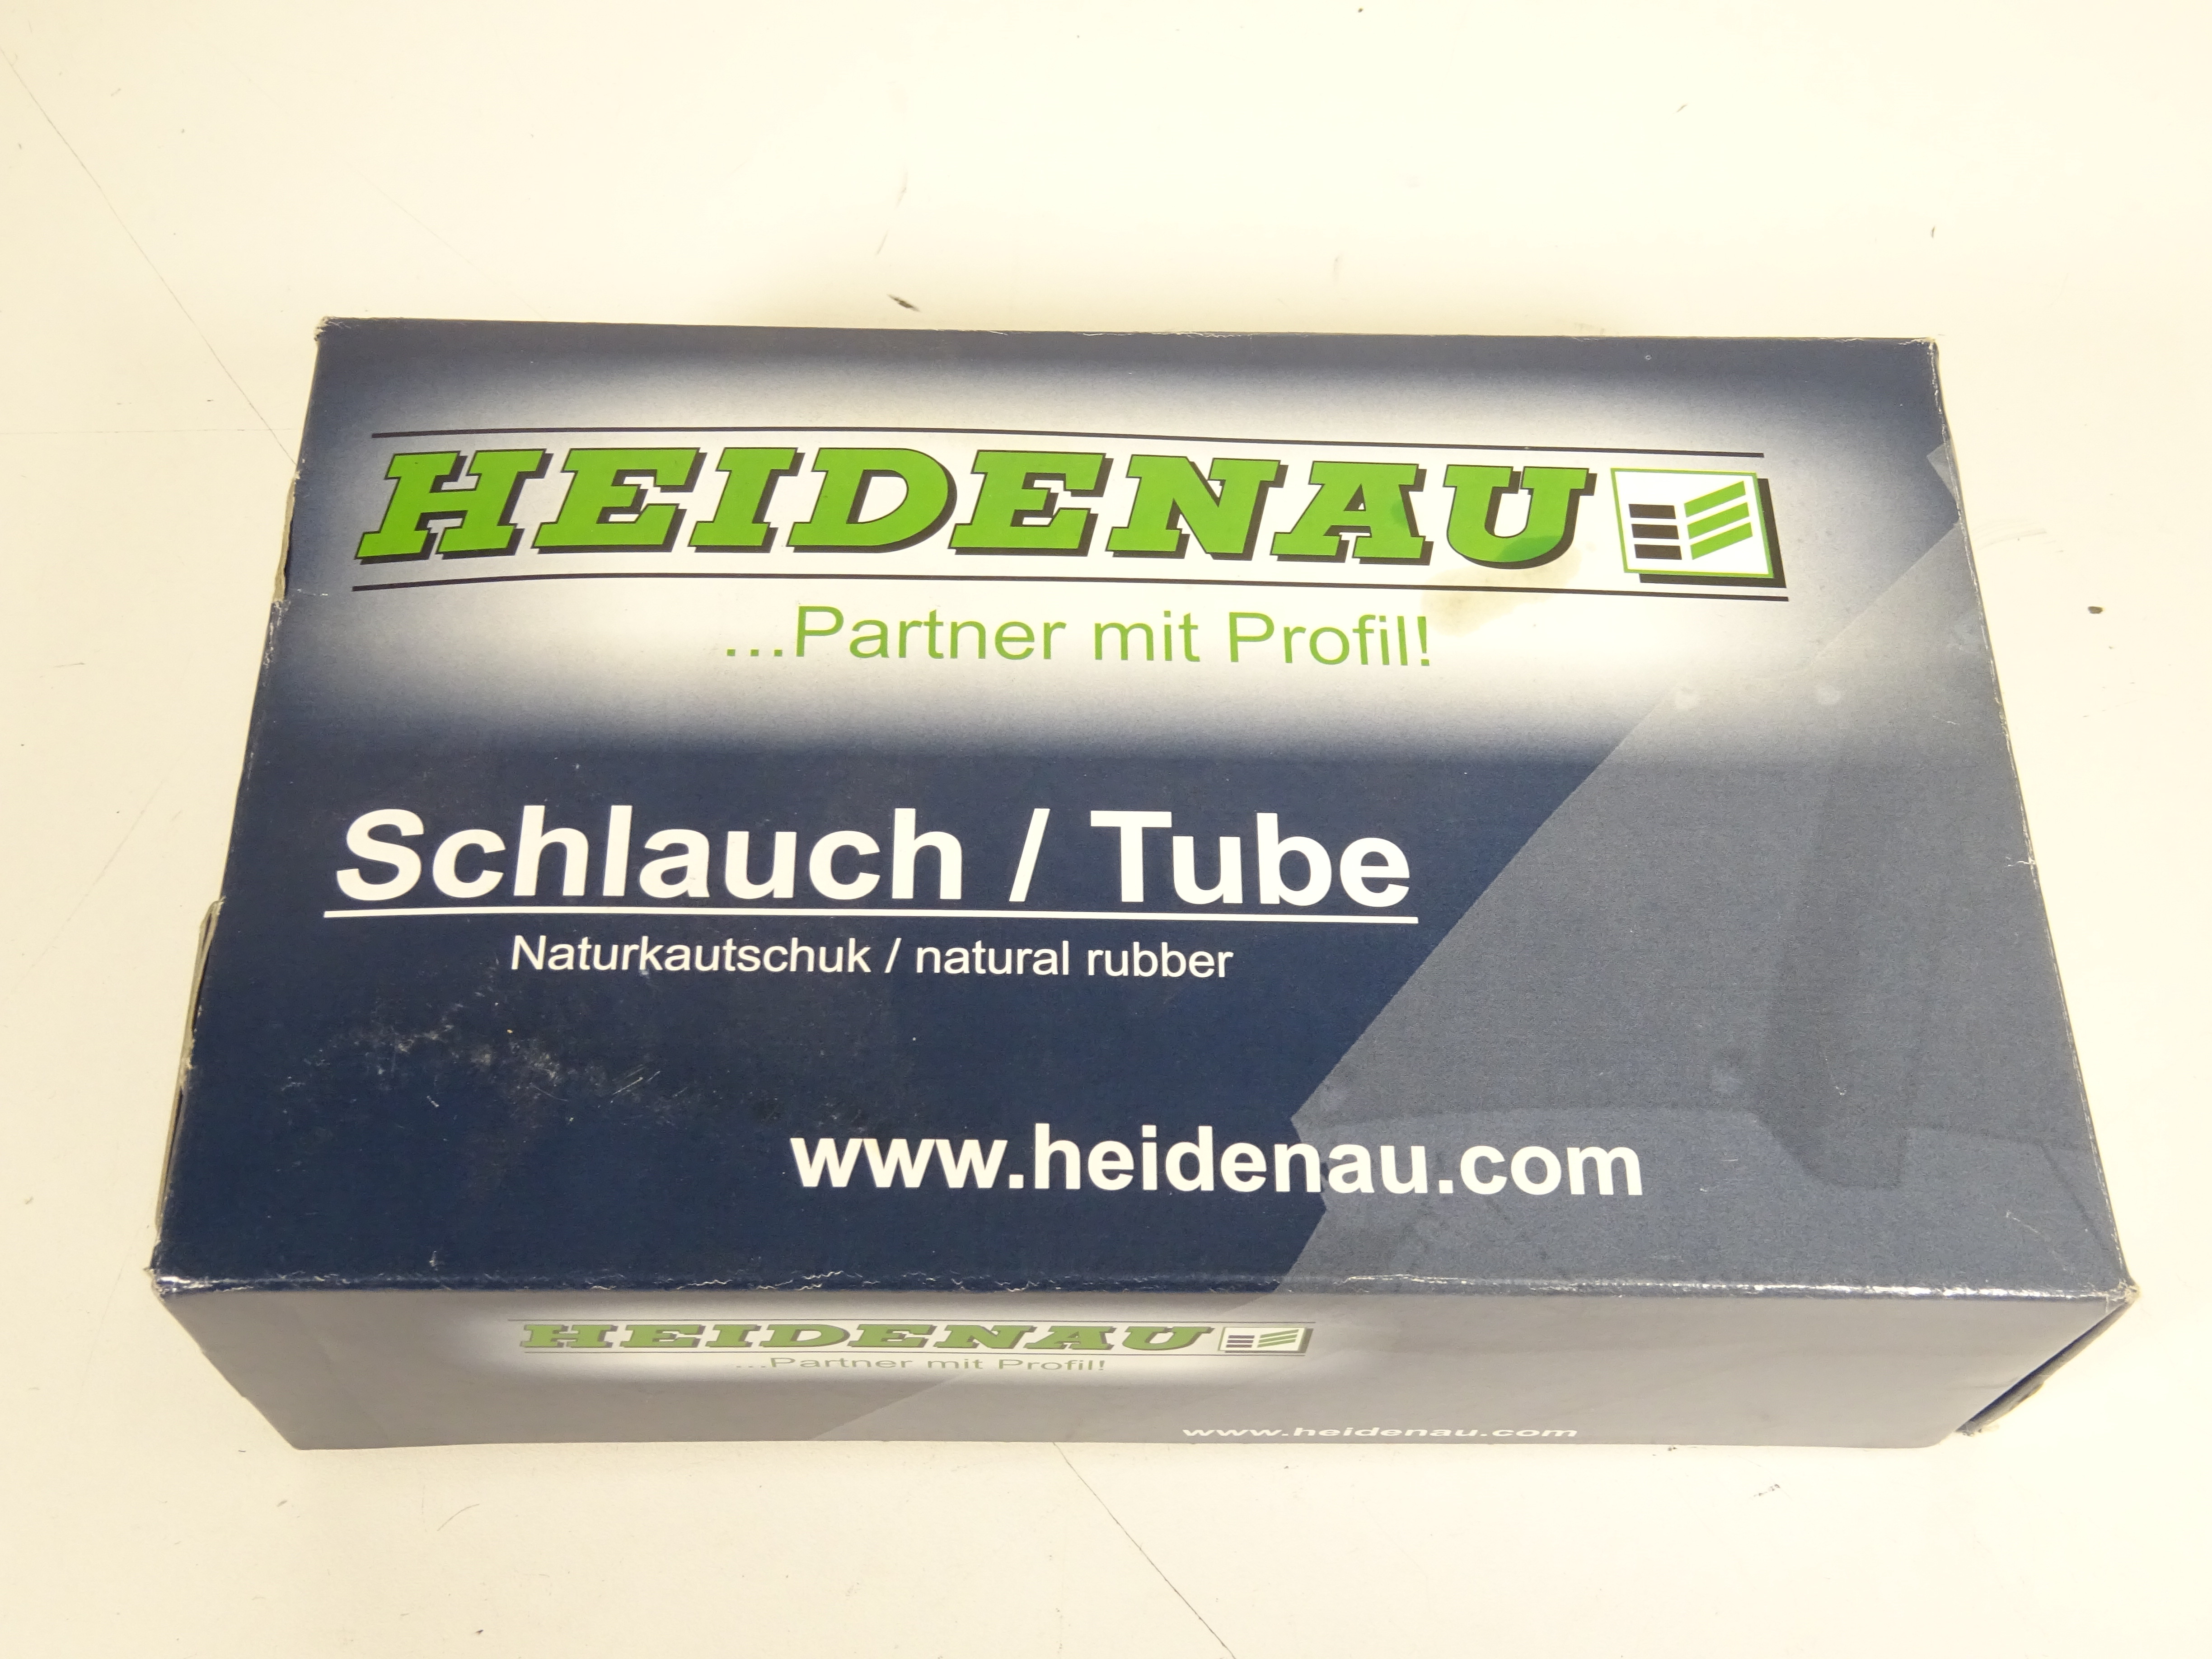 HEIDENAU
...Partner mit Profil!
Schlauch / Tube
Naturkautschuk / natural rubber
www.heidenau.com
HEIDENAU
...Partner mit Profil!
www.heidenau.com